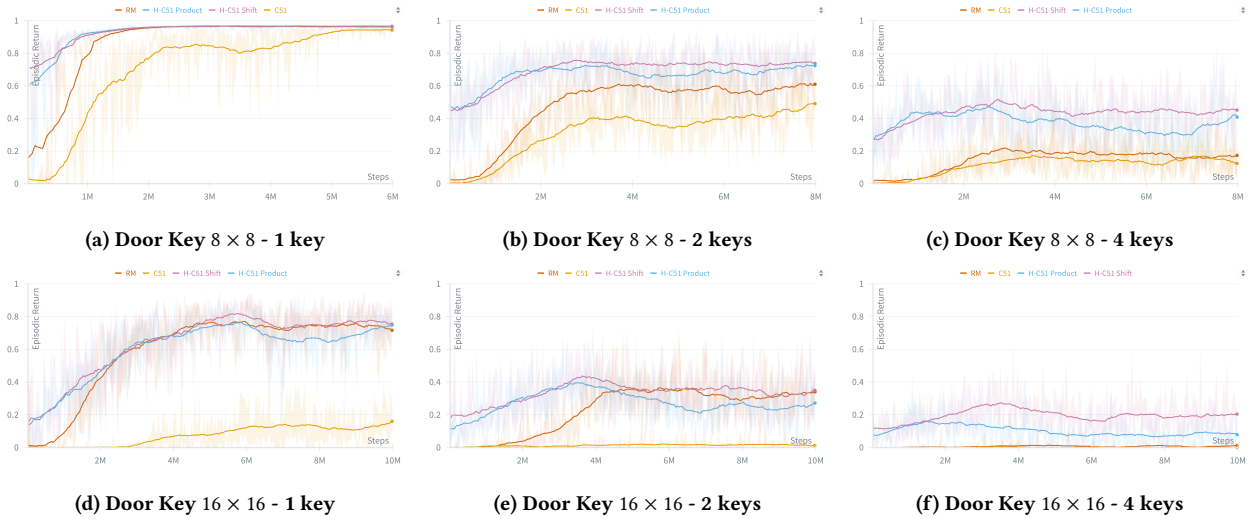 RM H-C51 Product H-C51 Shift C51
1
0.8
0.6
0.4
0.2
0
Episodic Return
Steps
1M 2M 3M 4M 5M 6M
(a) Door Key 8 × 8 - 1 key
RM C51 H-C51 Product H-C51 Shift
1
0.8
0.6
0.4
0.2
0
Episodic Return
Steps
2M 4M 6M 8M
(b) Door Key 8 × 8 - 2 keys
RM C51 H-C51 Product H-C51 Shift
1
0.8
0.6
0.4
0.2
0
Episodic Return
Steps
2M 4M 6M 8M
(c) Door Key 8 × 8 - 4 keys
RM C51 H-C51 Shift H-C51 Product
1
0.8
0.6
0.4
0.2
0
Episodic Return
Steps
2M 4M 6M 8M 10M
(d) Door Key 16 × 16 - 1 key
RM C51 H-C51 Shift H-C51 Product
1
0.8
0.6
0.4
0.2
0
Episodic Return
Steps
2M 4M 6M 8M 10M
(e) Door Key 16 × 16 - 2 keys
RM C51 H-C51 Product H-C51 Shift
1
0.8
0.6
0.4
0.2
0
Episodic Return
Steps
2M 4M 6M 8M 10M
(f) Door Key 16 × 16 - 4 keys